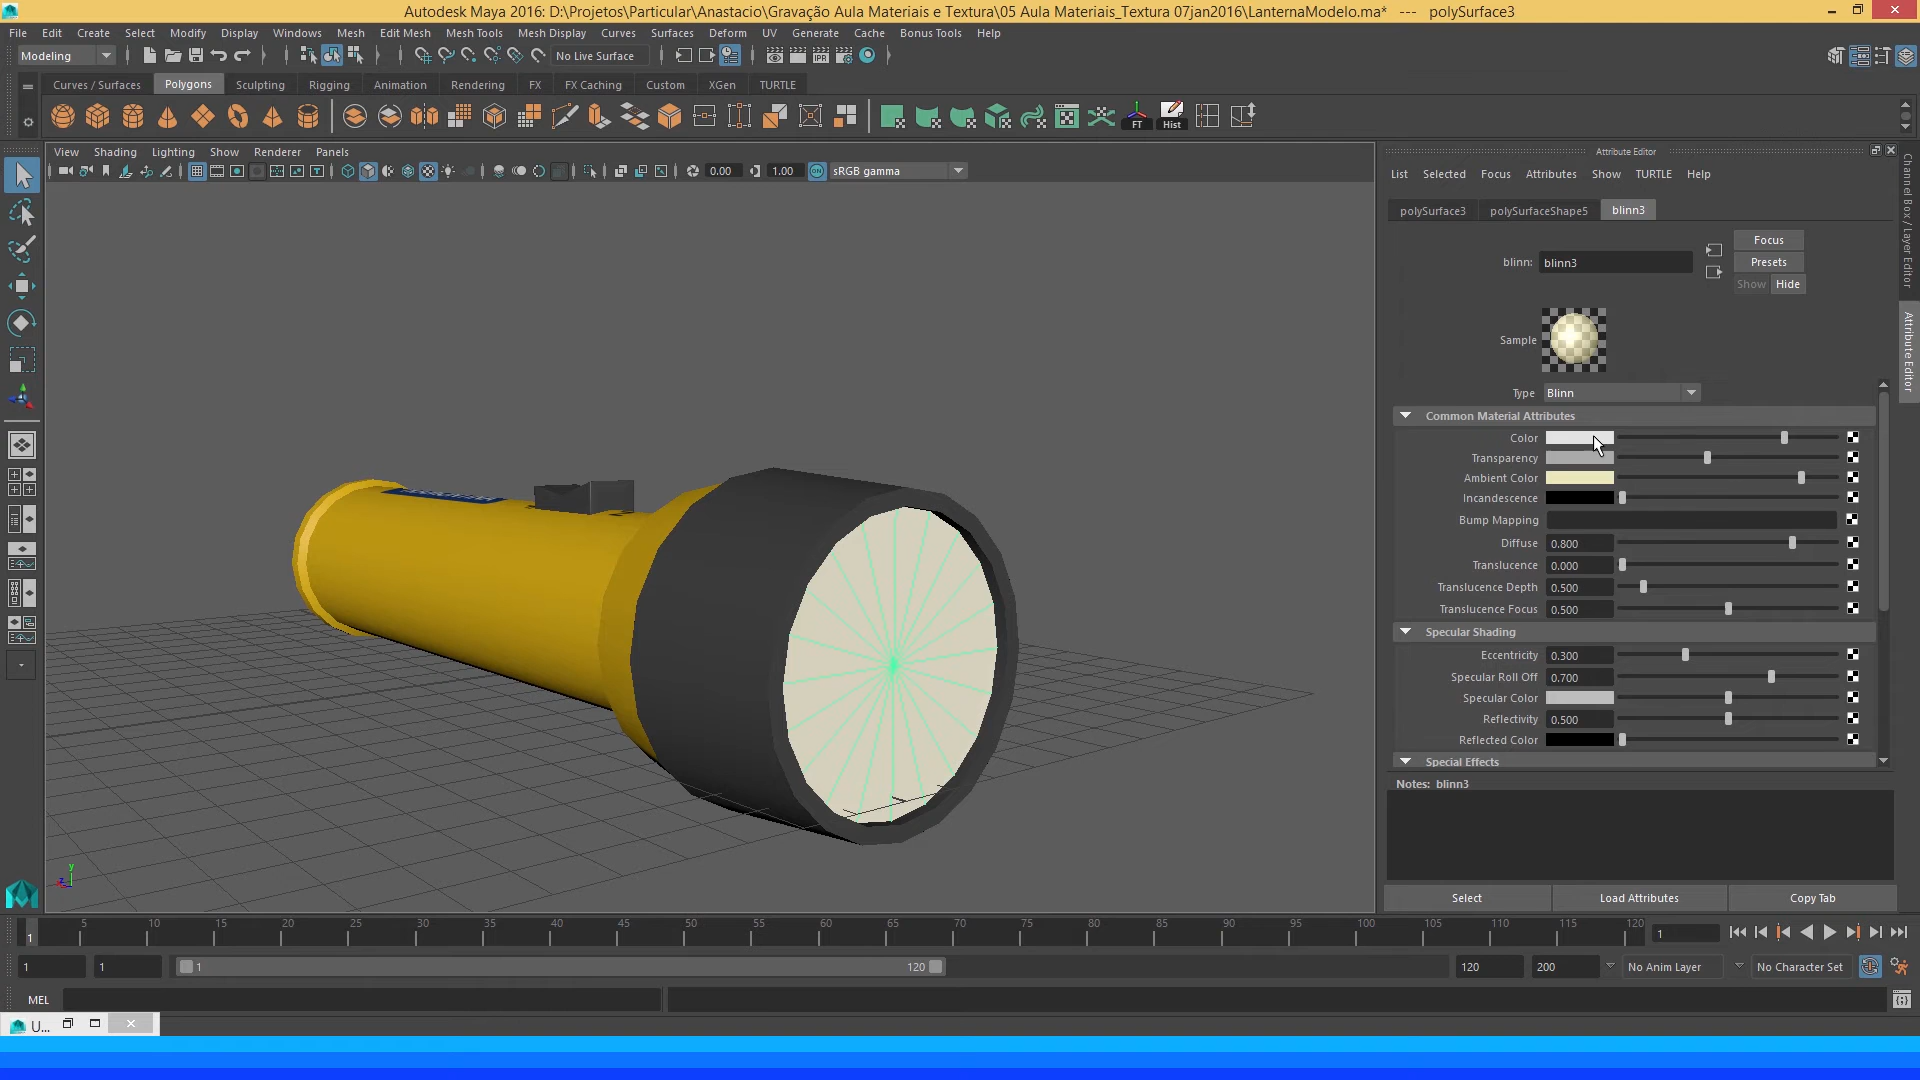 Autodesk Maya 2016: D:\Projetos\Particular\Anastacio\Gravação Aula Materiais e Textura\05 Aula Materiais_Textura 07jan2016\LanternaModelo.ma* --- polySurface3
File Edit Create Select Modify Display Windows Mesh Edit Mesh Mesh Tools Mesh Display Curves Surfaces Deform UV Generate Cache Bonus Tools Help
Modeling No Live Surface
Curves / Surfaces Polygons Sculpting Rigging Animation Rendering FX FX Caching Custom XGen TURTLE
FT Hist
View Shading Lighting Show Renderer Panels
0.00 1.00 ON sRGB gamma
Attribute Editor
List Selected Focus Attributes Show TURTLE Help
polySurface3 polySurfaceShape5 blinn3
blinn: blinn3
Focus
Presets
Show Hide
Sample
Type Blinn
Common Material Attributes
Color
Transparency
Ambient Color
Incandescence
Bump Mapping
Diffuse 0.800
Translucence 0.000
Translucence Depth 0.500
Translucence Focus 0.500
Specular Shading
Eccentricity 0.300
Specular Roll Off 0.700
Specular Color
Reflectivity 0.500
Reflected Color
Special Effects
Notes: blinn3
Select Load Attributes Copy Tab
Channel Box / Layer Editor
Attribute Editor
y
z
1 5 10 15 20 25 30 35 40 45 50 55 60 65 70 75 80 85 90 95 100 105 110 115 120 1
1 1 1 120 120 200 No Anim Layer No Character Set
MEL
U...